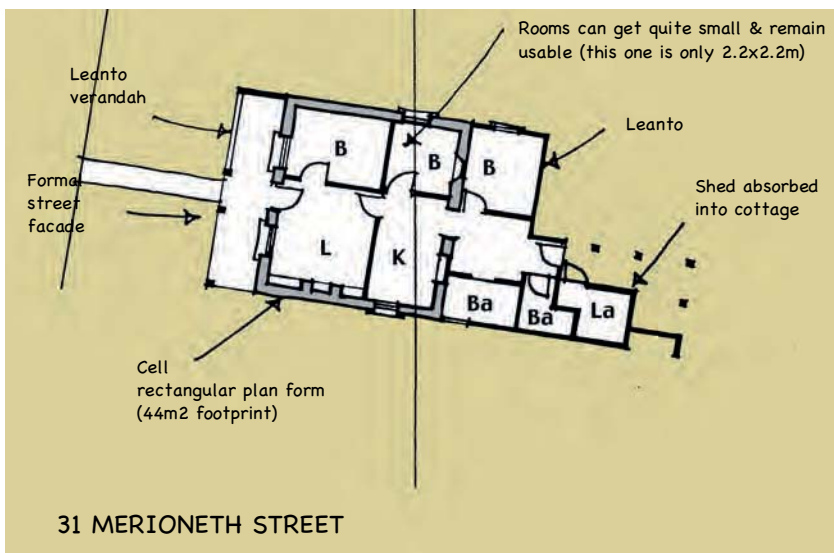 Rooms can get quite small & remain
usable (this one is only 2.2x2.2m)
Leanto
verandah
Leanto
Forma
street
facade
Shed absorbed
into cottage
B
B
B
L
K
Ba
Ba
La
Cell
rectangular plan form
(44m2 footprint)
31 MERIONETH STREET